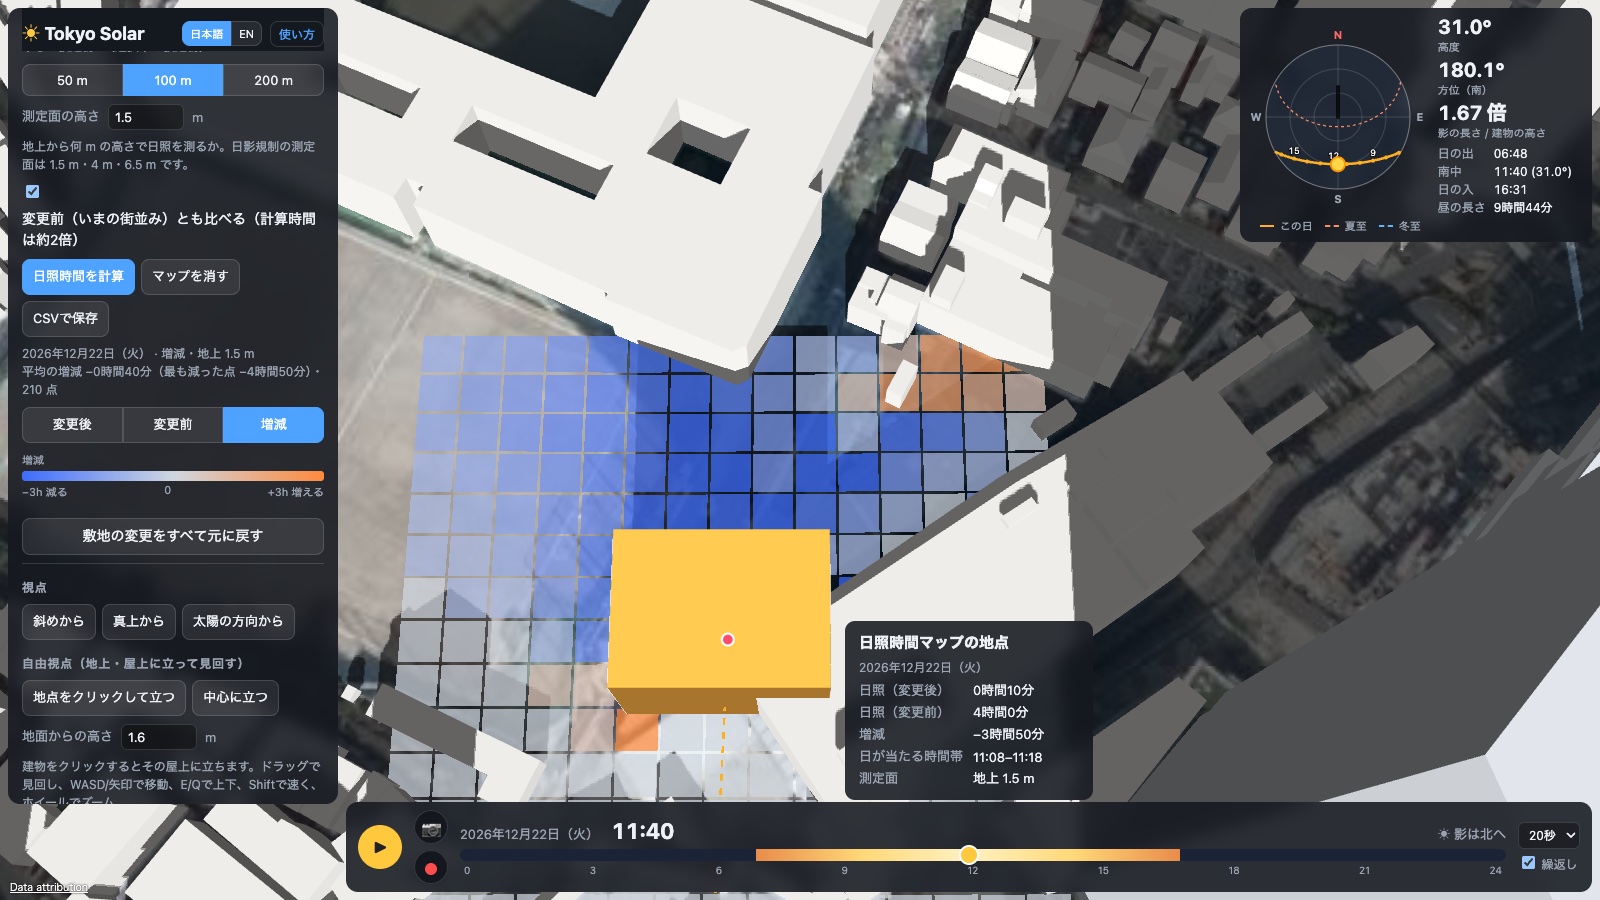 Tokyo Solar
日本語
EN
使い方
50 m
100 m
200 m
測定面の高さ
1.5
m
地上から何 m の高さで日照を測るか。日影規制の測定
面は 1.5 m・4 m・6.5 m です。
変更前（いまの街並み）とも比べる（計算時間
は約2倍）
日照時間を計算
マップを消す
CSVで保存
2026年12月22日（火）・増減・地上 1.5 m
平均の増減 −0時間40分（最も減った点 −4時間50分）・
210 点
変更後
変更前
増減
増減
−3h 減る
0
+3h 増える
敷地の変更をすべて元に戻す
視点
斜めから
真上から
太陽の方向から
自由視点（地上・屋上に立って見回す）
地点をクリックして立つ
中心に立つ
地面からの高さ
1.6
m
建物をクリックするとその屋上に立ちます。ドラッグで
見回し、WASD/矢印で移動、E/Qで上下、Shiftで速く、
ホイールでズーム
Data attribution
N
W
E
S
15
12
9
この日
夏至
冬至
31.0°
高度
180.1°
方位（南）
1.67 倍
影の長さ / 建物の高さ
日の出 06:48
南中 11:40 (31.0°)
日の入 16:31
昼の長さ 9時間44分
日照時間マップの地点
2026年12月22日（火）
日照（変更後） 0時間10分
日照（変更前） 4時間0分
増減 −3時間50分
日が当たる時間帯 11:08–11:18
測定面 地上 1.5 m
2026年12月22日（火） 11:40
0
3
6
9
12
15
18
21
24
☀ 影は北へ
20秒
繰返し